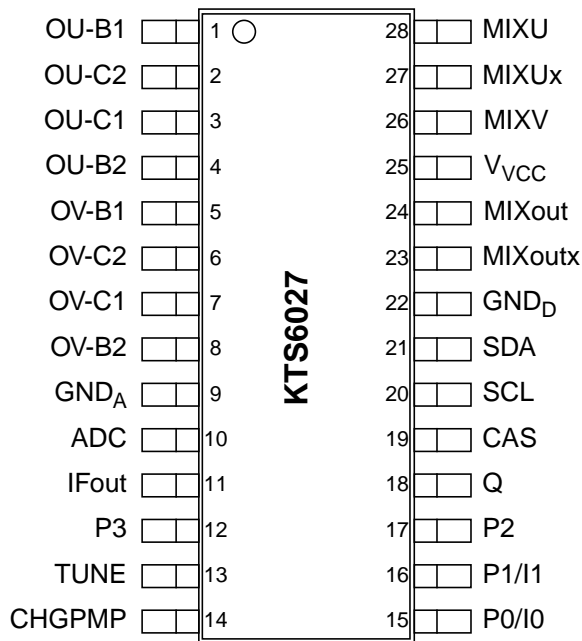 OU-B1 1 28 MIXU
OU-C2 2 27 MIXUx
OU-C1 3 26 MIXV
OU-B2 4 25 VVCC
OV-B1 5 24 MIXout
OV-C2 6 23 MIXoutx
OV-C1 7 22 GNDD
OV-B2 8 21 SDA
GNDA 9 20 SCL
ADC 10 19 CAS
IFout 11 18 Q
P3 12 17 P2
TUNE 13 16 P1/I1
CHGPMP 14 15 P0/I0
KTS6027